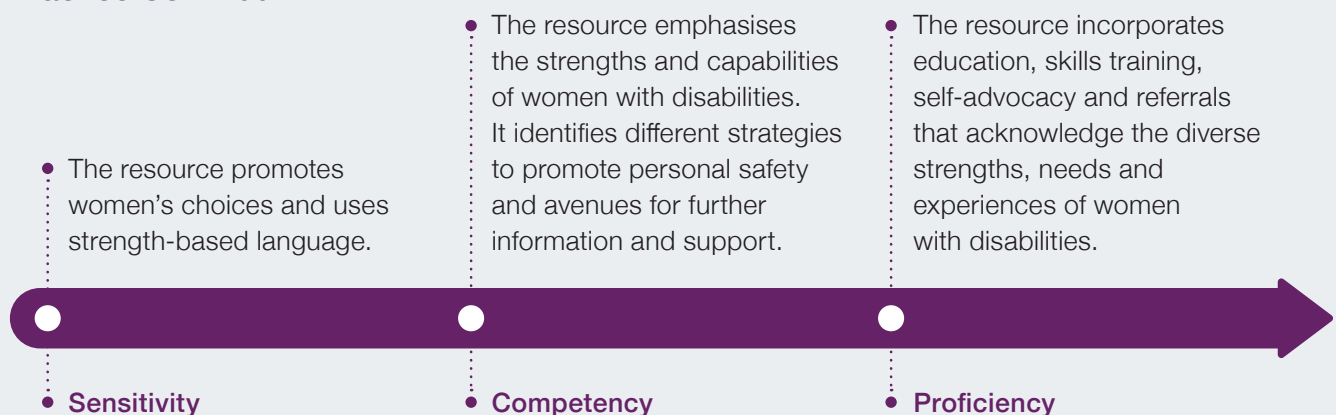 The resource promotes
women's choices and uses
strength-based language.
Sensitivity
The resource emphasises
the strengths and capabilities
of women with disabilities.
It identifies different strategies
to promote personal safety
and avenues for further
information and support.
Competency
The resource incorporates
education, skills training,
self-advocacy and referrals
that acknowledge the diverse
strengths, needs and
experiences of women
with disabilities.
Proficiency